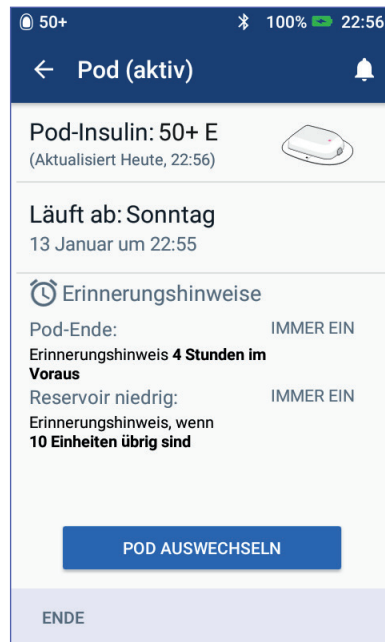 50+ 100% 22:56
Pod (aktiv)
Pod-Insulin: 50+ E
(Aktualisiert Heute, 22:56)
Läuft ab: Sonntag
13 Januar um 22:55
Erinnerungshinweise
Pod-Ende: IMMER EIN
Erinnerungshinweis 4 Stunden im
Voraus
Reservoir niedrig: IMMER EIN
Erinnerungshinweis, wenn
10 Einheiten übrig sind
POD AUSWECHSELN
ENDE